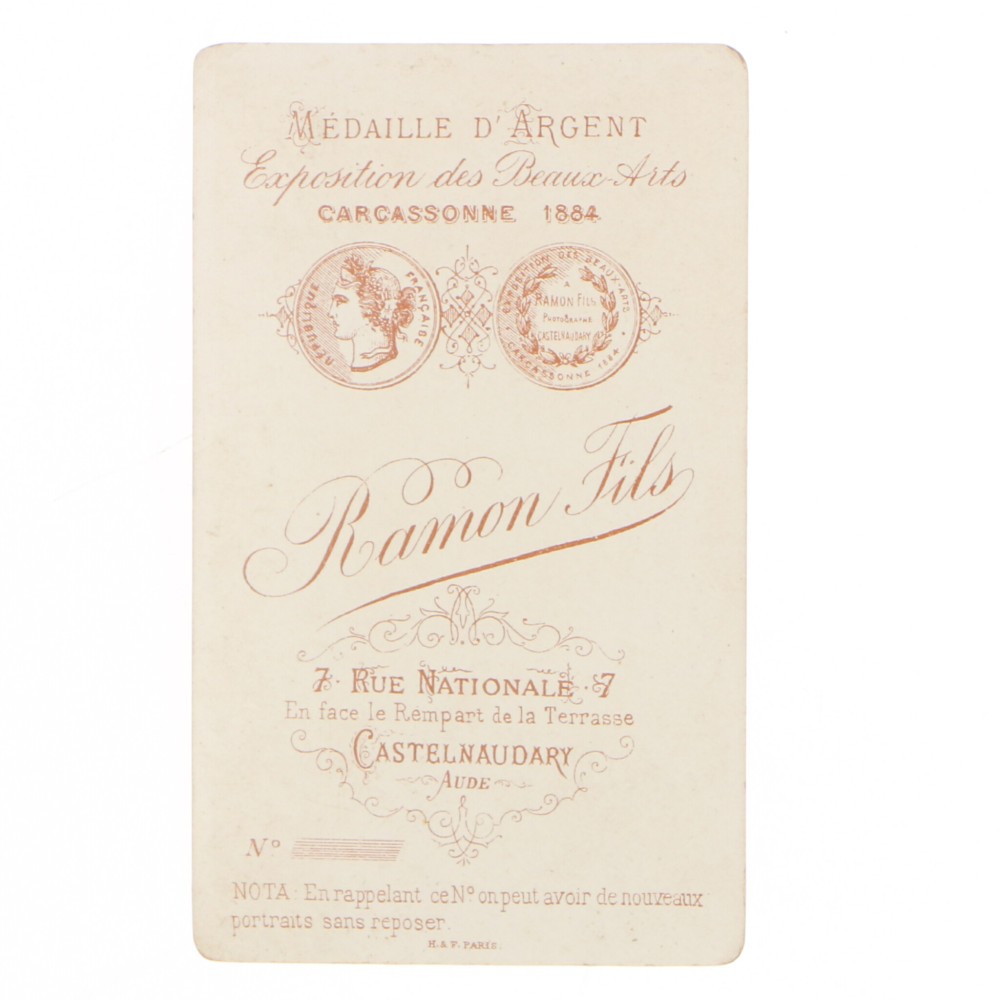 MÉDAILLE D'ARGENT
Exposition des Beaux-Arts
CARCASSONNE 1884
RÉPUBLIQUE FRANÇAISE
EXPOSITION DES BEAUX-ARTS
A
RAMON FILS
PHOTOGRAPHE
CASTELNAUDARY
CARCASSONNE 1884
Ramon Fils
7 · RUE NATIONALE · 7
En face le Rempart de la Terrasse
CASTELNAUDARY
AUDE
Nº
NOTA: En rappelant ce Nº on peut avoir de nouveaux
portraits sans reposer.
H. & F. PARIS.